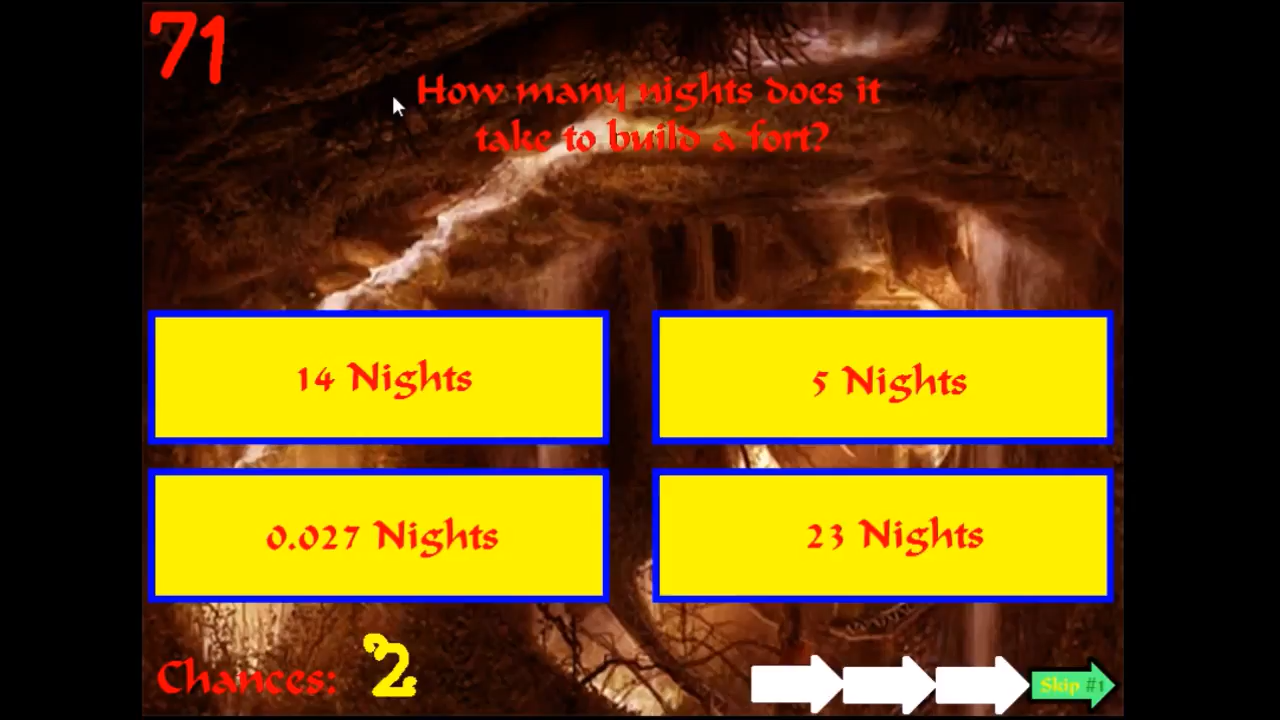 71
How many nights does it
take to build a fort?
14 Nights
5 Nights
0.027 Nights
23 Nights
Chances: 2
Skip #1